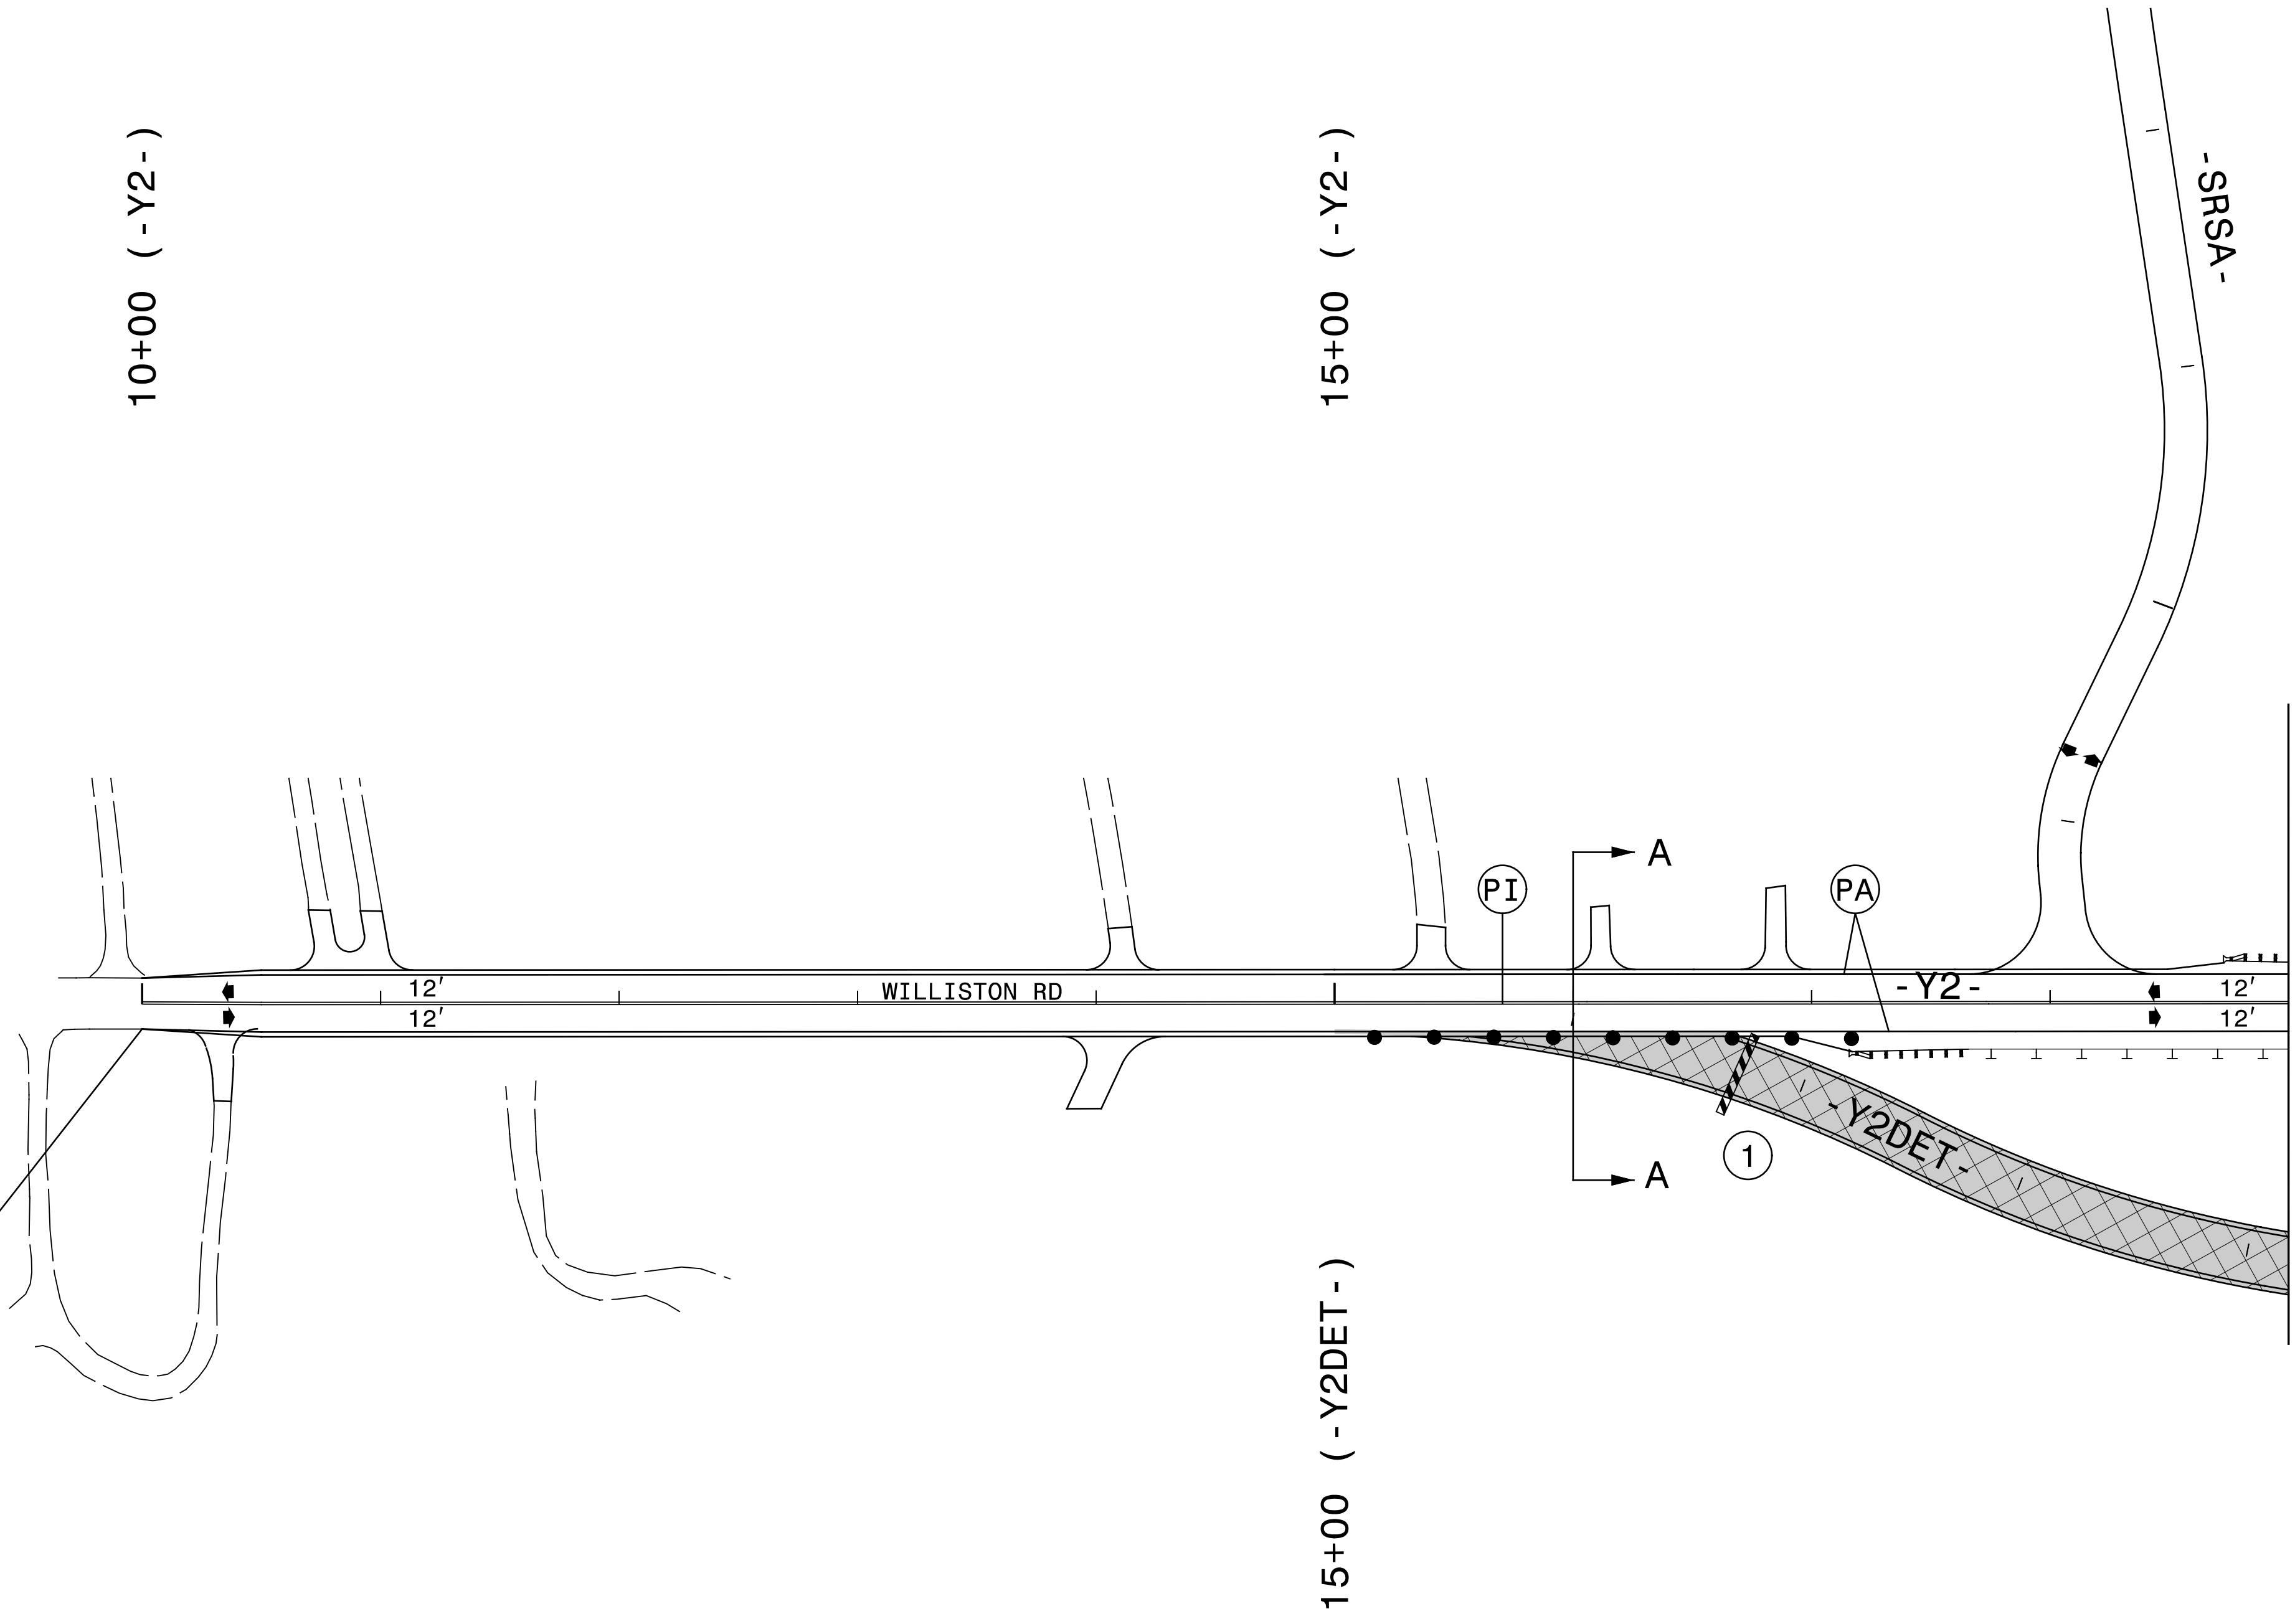 10+00 (-Y2-)
15+00 (-Y2-)
-SRSA-
A
PI
PA
12'
WILLISTON RD
-Y2-
12'
12'
12'
-Y2DET-
1
A
15+00 (-Y2DET-)